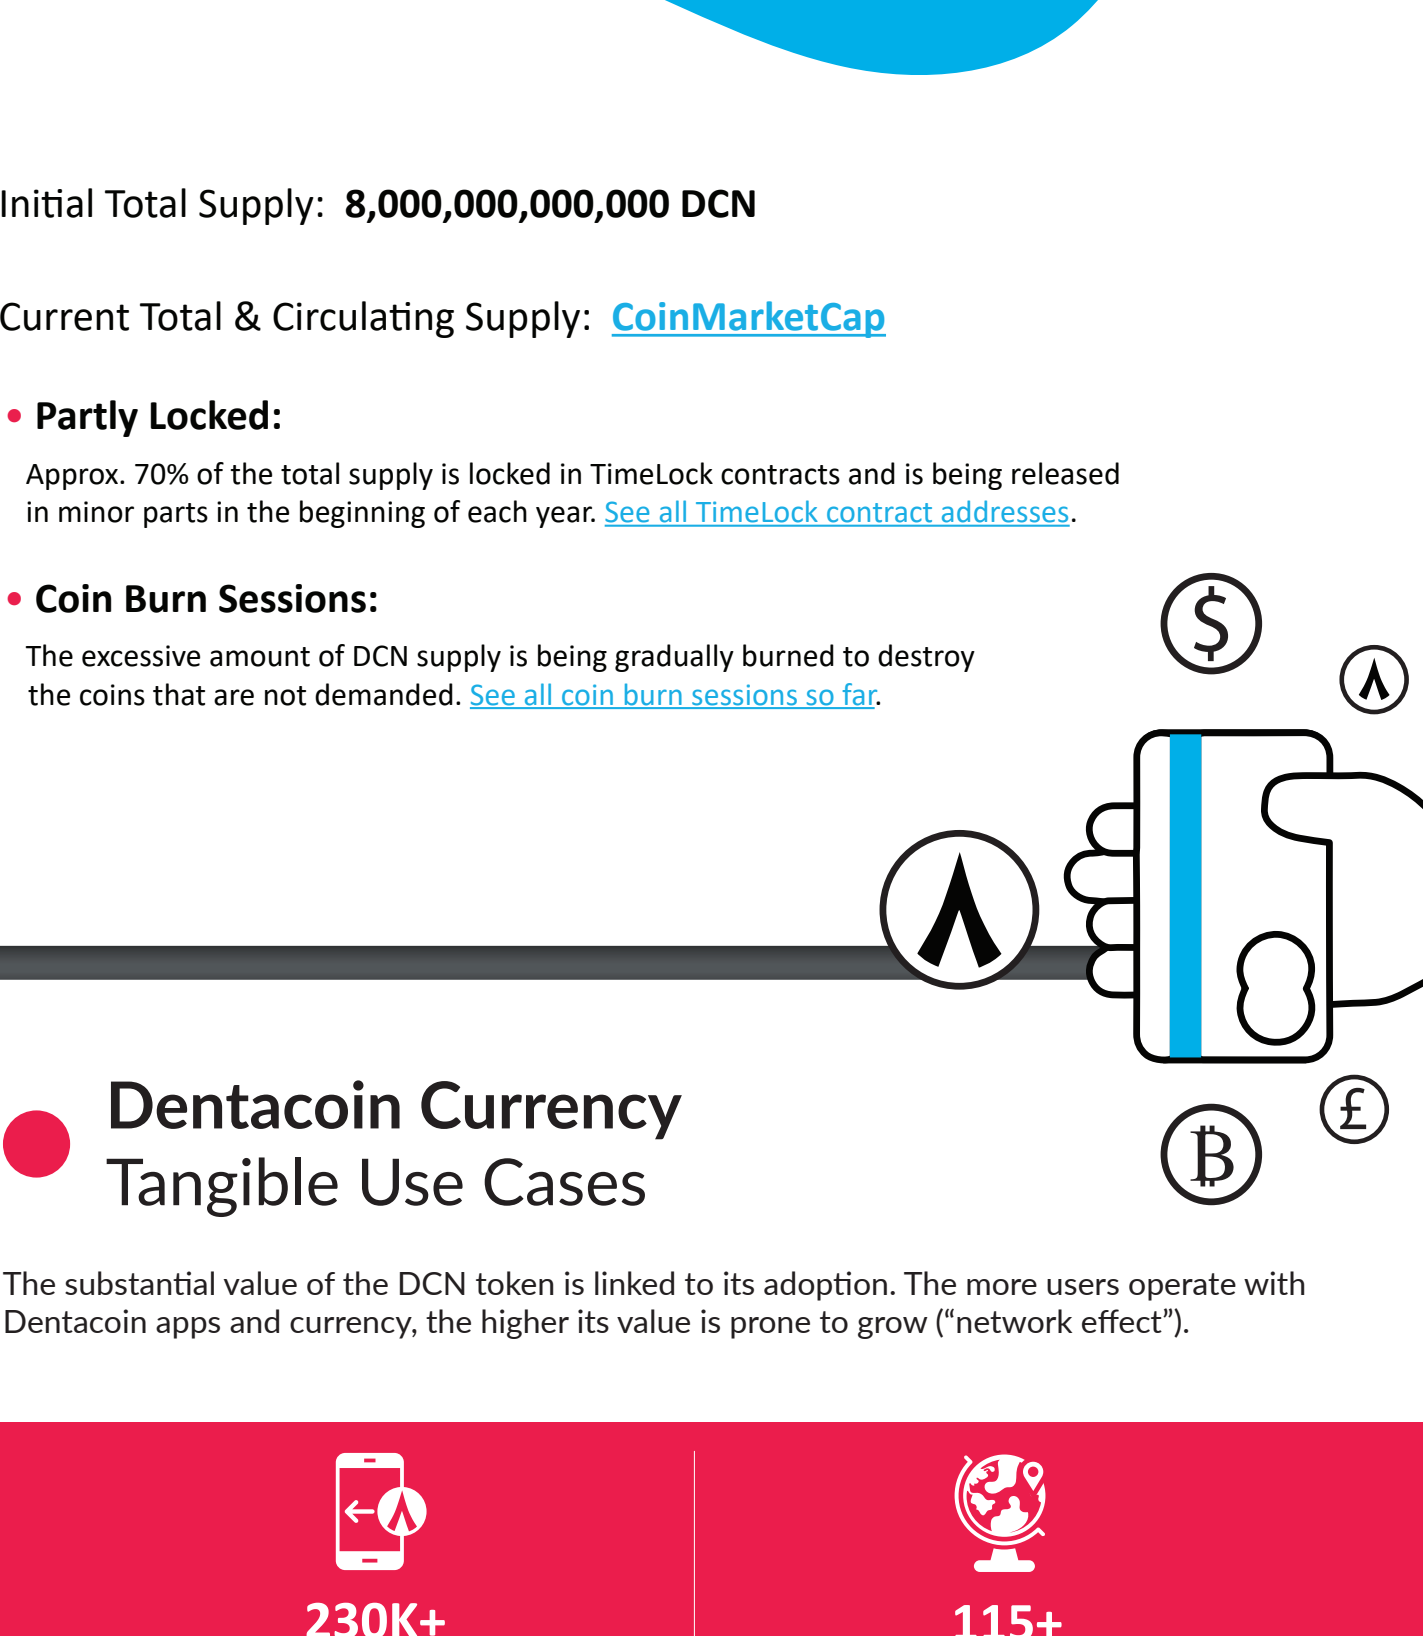 Initial Total Supply: 8,000,000,000,000 DCN
Current Total & Circulating Supply: CoinMarketCap
• Partly Locked:
Approx. 70% of the total supply is locked in TimeLock contracts and is being released
in minor parts in the beginning of each year. See all TimeLock contract addresses.
• Coin Burn Sessions:
The excessive amount of DCN supply is being gradually burned to destroy
the coins that are not demanded. See all coin burn sessions so far.
$
£
₿
Dentacoin Currency
Tangible Use Cases
The substantial value of the DCN token is linked to its adoption. The more users operate with
Dentacoin apps and currency, the higher its value is prone to grow (“network effect”).
230K+
115+